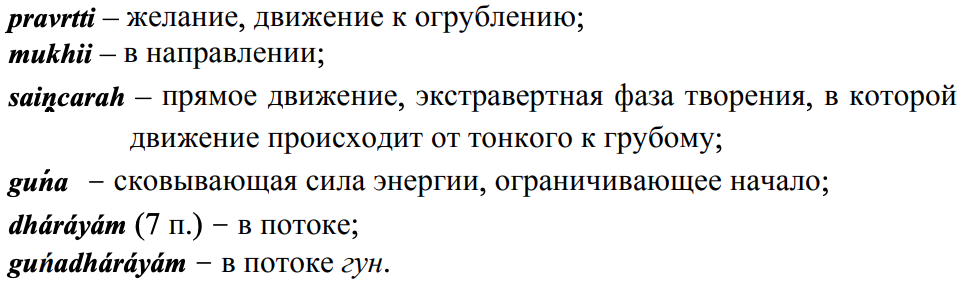 pravrtti – желание, движение к огрублению;
mukhii – в направлении;
saiṋcarah – прямое движение, экстравертная фаза творения, в которой
движение происходит от тонкого к грубому;
guńa – сковывающая сила энергии, ограничивающее начало;
dháráyám (7 п.) – в потоке;
guńadháráyám – в потоке гун.